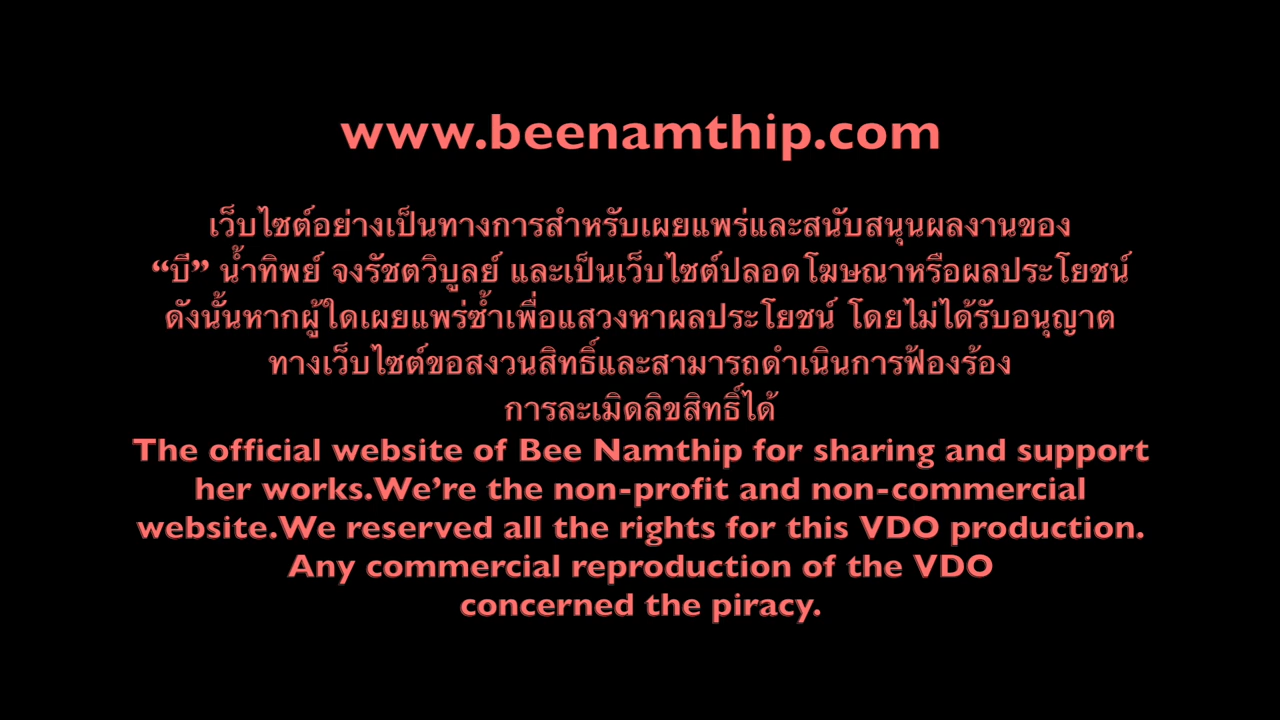 www.beenamthip.com
เว็บไซต์อย่างเป็นทางการสำหรับเผยแพร่และสนับสนุนผลงานของ
“บี” น้ำทิพย์ จงรัชตวิบูลย์ และเป็นเว็บไซต์ปลอดโฆษณาหรือผลประโยชน์
ดังนั้นหากผู้ใดเผยแพร่ซ้ำเพื่อแสวงหาผลประโยชน์ โดยไม่ได้รับอนุญาต
ทางเว็บไซต์ขอสงวนสิทธิ์และสามารถดำเนินการฟ้องร้อง
การละเมิดลิขสิทธิ์ได้
The official website of Bee Namthip for sharing and support
her works.We’re the non-profit and non-commercial
website.We reserved all the rights for this VDO production.
Any commercial reproduction of the VDO
concerned the piracy.